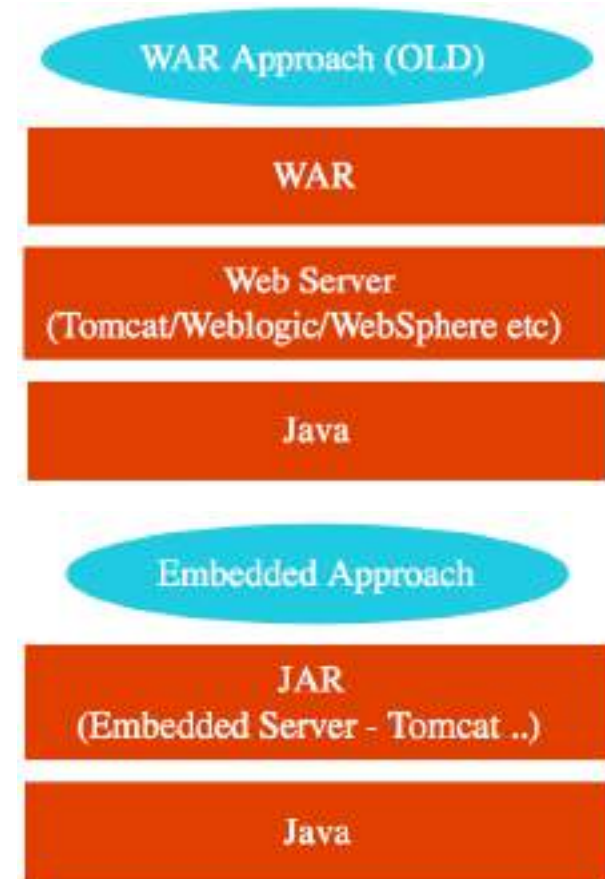 WAR Approach (OLD)
WAR
Web Server
(Tomcat/Weblogic/WebSphere etc)
Java
Embedded Approach
JAR
(Embedded Server - Tomcat ..)
Java